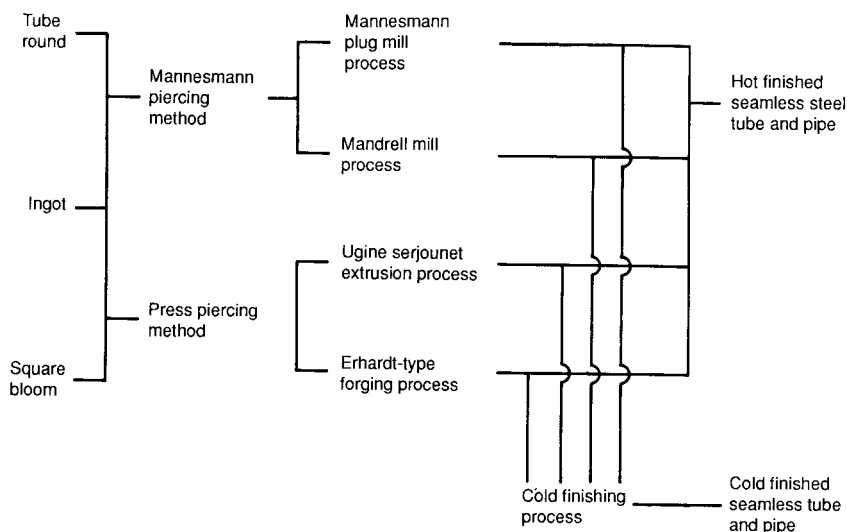 Tube
round
Mannesmann
piercing
method
Ingot
Press piercing
method
Square
bloom
Mannesmann
plug mill
process
Mandrell mill
process
Ugine serjounet
extrusion process
Erhardt-type
forging process
Hot finished
seamless steel
tube and pipe
Cold finishing
process
Cold finished
seamless tube
and pipe